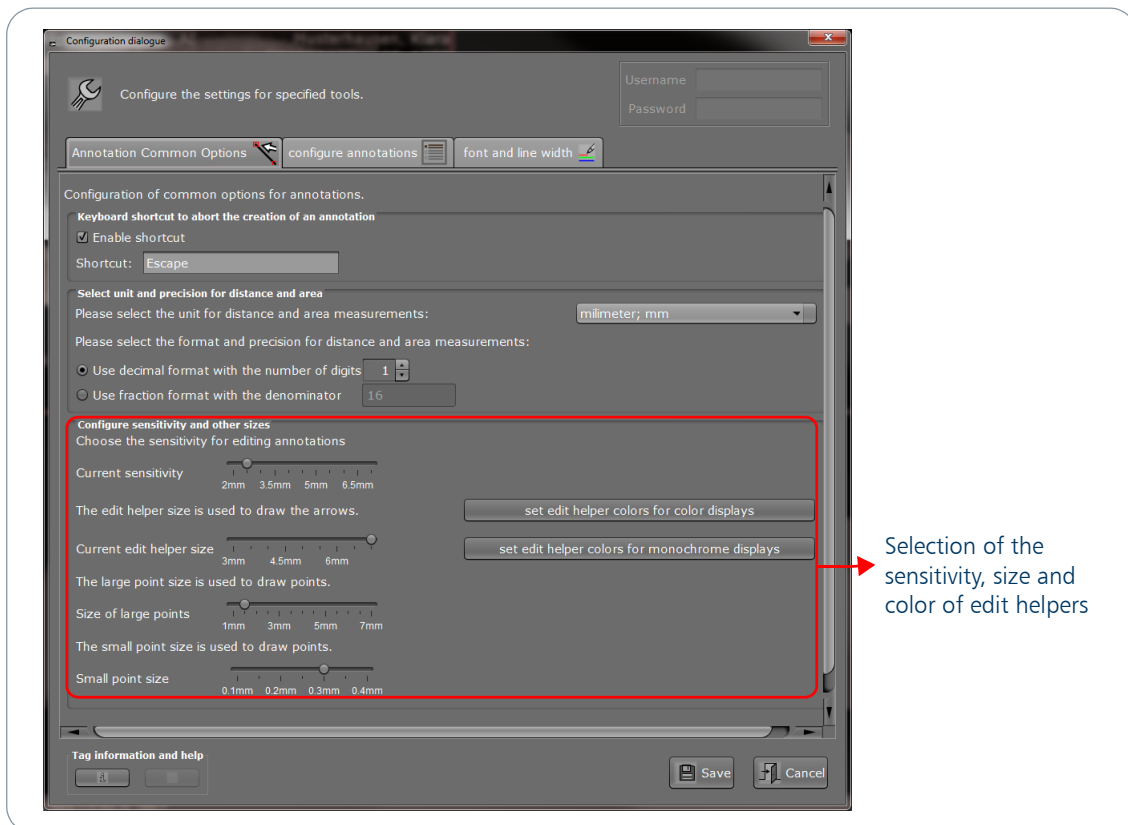 Configuration dialogue
Musterhausen, Klara
Configure the settings for specified tools.
Username
Password
Annotation Common Options
configure annotations
font and line width
Configuration of common options for annotations.
Keyboard shortcut to abort the creation of an annotation
Enable shortcut
Shortcut: Escape
Select unit and precision for distance and area
Please select the unit for distance and area measurements: milimeter; mm
Please select the format and precision for distance and area measurements:
Use decimal format with the number of digits 1
Use fraction format with the denominator 16
Configure sensitivity and other sizes
Choose the sensitivity for editing annotations
Current sensitivity
2mm 3.5mm 5mm 6.5mm
The edit helper size is used to draw the arrows. set edit helper colors for color displays
Current edit helper size set edit helper colors for monochrome displays
3mm 4.5mm 6mm
The large point size is used to draw points.
Size of large points
1mm 3mm 5mm 7mm
The small point size is used to draw points.
Small point size
0.1mm 0.2mm 0.3mm 0.4mm
Selection of the
sensitivity, size and
color of edit helpers
Tag information and help
Save
Cancel